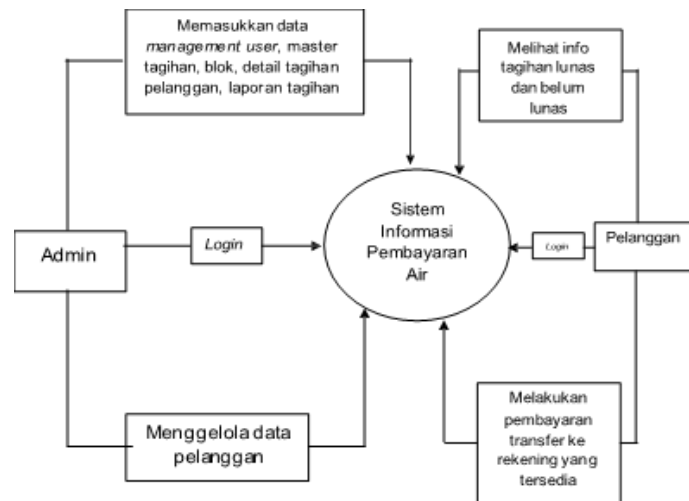 Memasukkan data
management user, master
tagihan, blok, detail tagihan
pelanggan, laporan tagihan
Melihat info
tagihan lunas
dan belum
lunas
Admin
Login
Sistem
Informasi
Pembayaran
Air
Login
Pelanggan
Menggelola data
pelanggan
Melakukan
pembayaran
transfer ke
rekening yang
tersedia